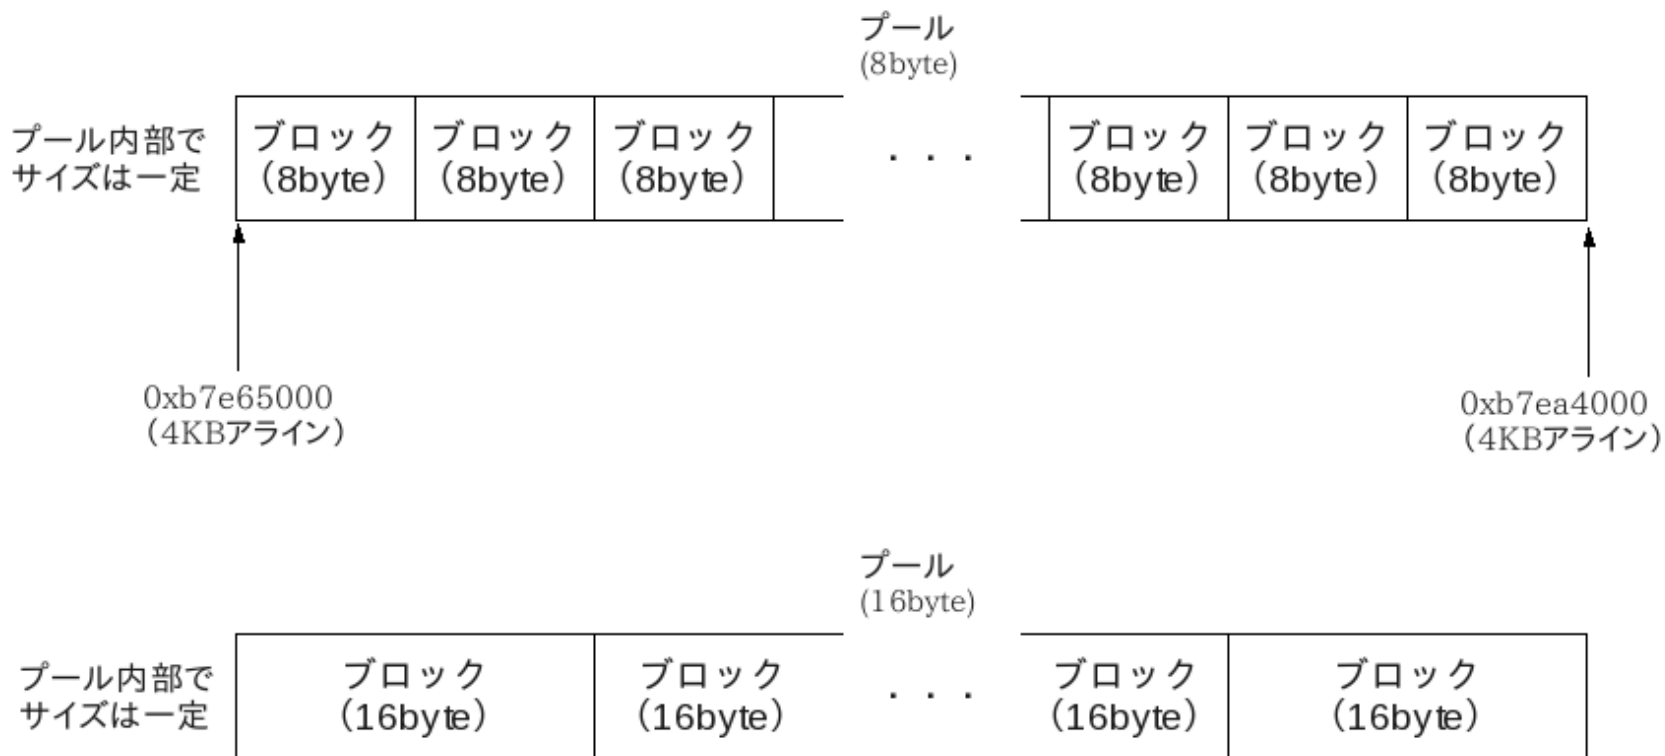 プール
(8byte)
プール内部で
サイズは一定
ブロック
(8byte)
ブロック
(8byte)
ブロック
(8byte)
・・・
ブロック
(8byte)
ブロック
(8byte)
ブロック
(8byte)
0xb7e65000
(4KBアライン)
0xb7ea4000
(4KBアライン)
プール
(16byte)
プール内部で
サイズは一定
ブロック
(16byte)
ブロック
(16byte)
・・・
ブロック
(16byte)
ブロック
(16byte)